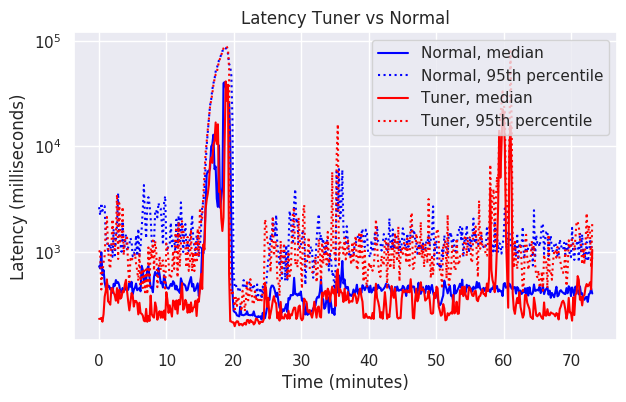 Latency Tuner vs Normal
Latency (milliseconds)
10^5
10^4
10^3
Normal, median
Normal, 95th percentile
Tuner, median
Tuner, 95th percentile
0 10 20 30 40 50 60 70
Time (minutes)